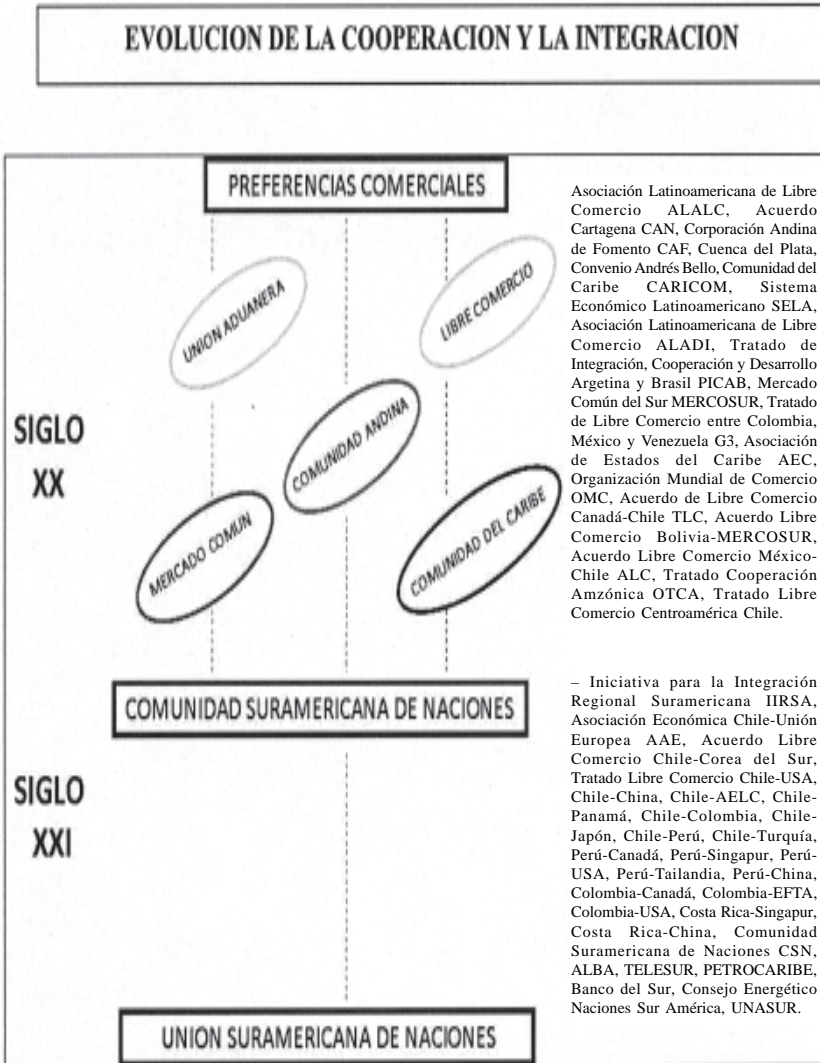 EVOLUCION DE LA COOPERACION Y LA INTEGRACION
PREFERENCIAS COMERCIALES
UNION ADUANERA
LIBRE COMERCIO
COMUNIDAD ANDINA
MERCADO COMUN
COMUNIDAD DEL CARIBE
SIGLO
XX
Asociación Latinoamericana de Libre
Comercio ALALC, Acuerdo
Cartagena CAN, Corporación Andina
de Fomento CAF, Cuenca del Plata,
Convenio Andrés Bello, Comunidad del
Caribe CARICOM, Sistema
Económico Latinoamericano SELA,
Asociación Latinoamericana de Libre
Comercio ALADI, Tratado de
Integración, Cooperación y Desarrollo
Argetina y Brasil PICAB, Mercado
Común del Sur MERCOSUR, Tratado
de Libre Comercio entre Colombia,
México y Venezuela G3, Asociación
de Estados del Caribe AEC,
Organización Mundial de Comercio
OMC, Acuerdo de Libre Comercio
Canadá-Chile TLC, Acuerdo Libre
Comercio Bolivia-MERCOSUR,
Acuerdo Libre Comercio México-
Chile ALC, Tratado Cooperación
Amzónica OTCA, Tratado Libre
Comercio Centroamérica Chile.
COMUNIDAD SURAMERICANA DE NACIONES
SIGLO
XXI
– Iniciativa para la Integración
Regional Suramericana IIRSA,
Asociación Económica Chile-Unión
Europea AAE, Acuerdo Libre
Comercio Chile-Corea del Sur,
Tratado Libre Comercio Chile-USA,
Chile-China, Chile-AELC, Chile-
Panamá, Chile-Colombia, Chile-
Japón, Chile-Perú, Chile-Turquía,
Perú-Canadá, Perú-Singapur, Perú-
USA, Perú-Tailandia, Perú-China,
Colombia-Canadá, Colombia-EFTA,
Colombia-USA, Costa Rica-Singapur,
Costa Rica-China, Comunidad
Suramericana de Naciones CSN,
ALBA, TELESUR, PETROCARIBE,
Banco del Sur, Consejo Energético
Naciones Sur América, UNASUR.
UNION SURAMERICANA DE NACIONES